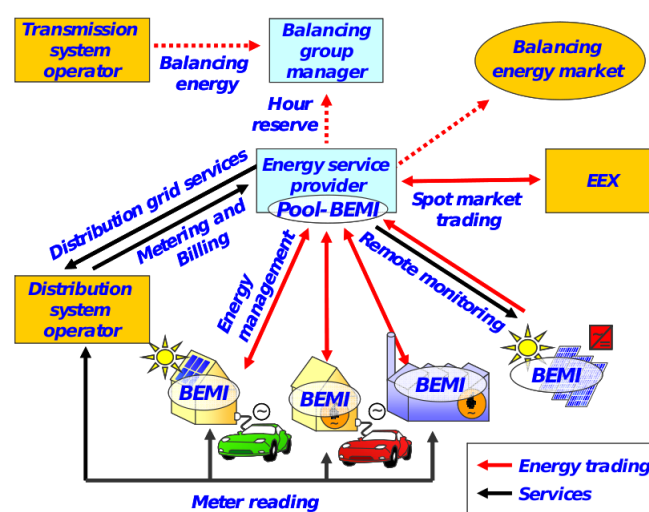 Transmission
system
operator
Balancing
energy
Balancing
group
manager
Balancing
energy market
Hour
reserve
Energy service
provider
Pool-BEMI
EEX
Spot market
trading
Distribution grid services
Metering and
Billing
Distribution
system
operator
Energy
management
Remote monitoring
BEMI
BEMI
BEMI
BEMI
~
~
Meter reading
Energy trading
Services